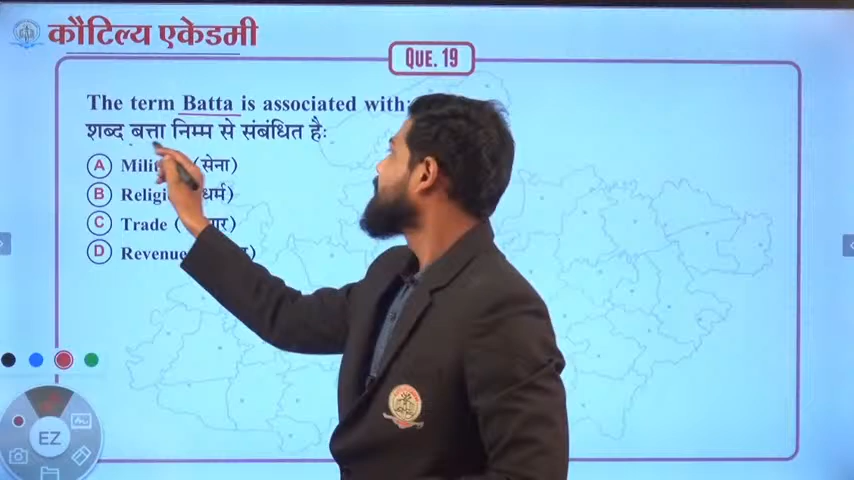 कौटिल्य एकेडमी
QUE. 19
The term Batta is associated with:
शब्द बत्ता निम्म से संबंधित हैः
A (सेना)
B धर्म)
C Trade (
D Revenue
EZ